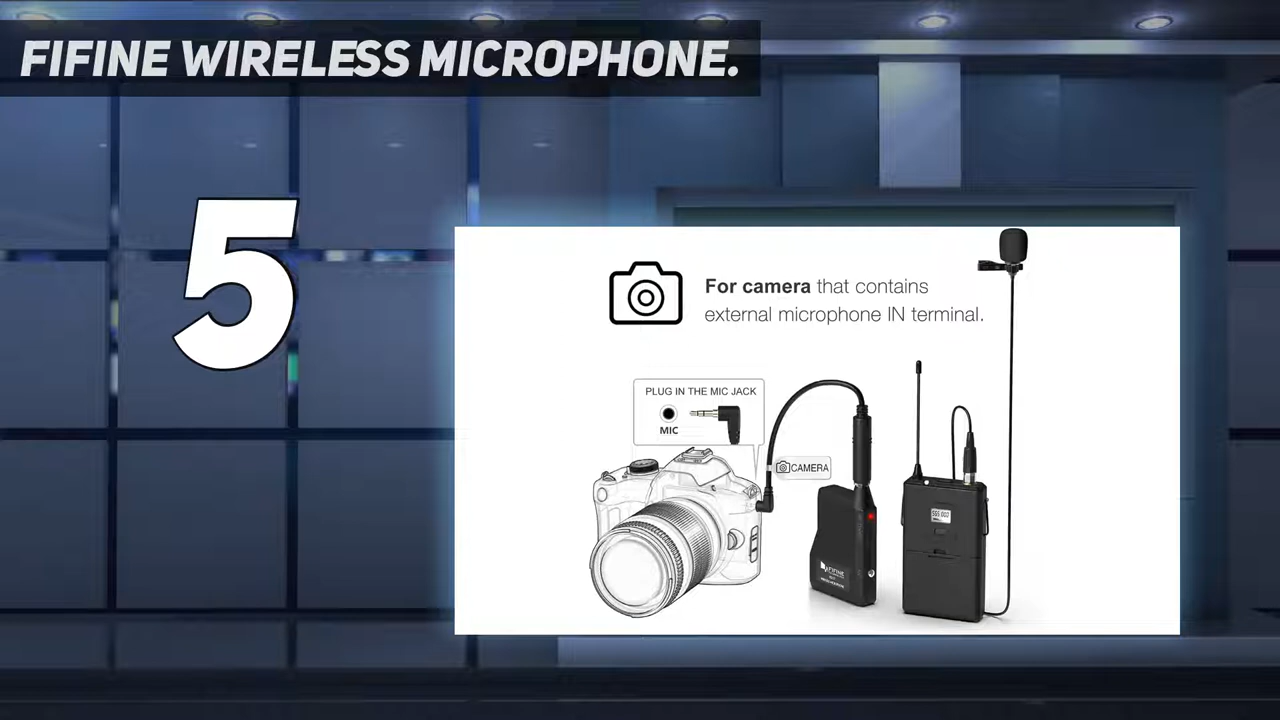 FIFINE WIRELESS MICROPHONE.
5
For camera that contains
external microphone IN terminal.
PLUG IN THE MIC JACK
MIC
CAMERA
FIFINE